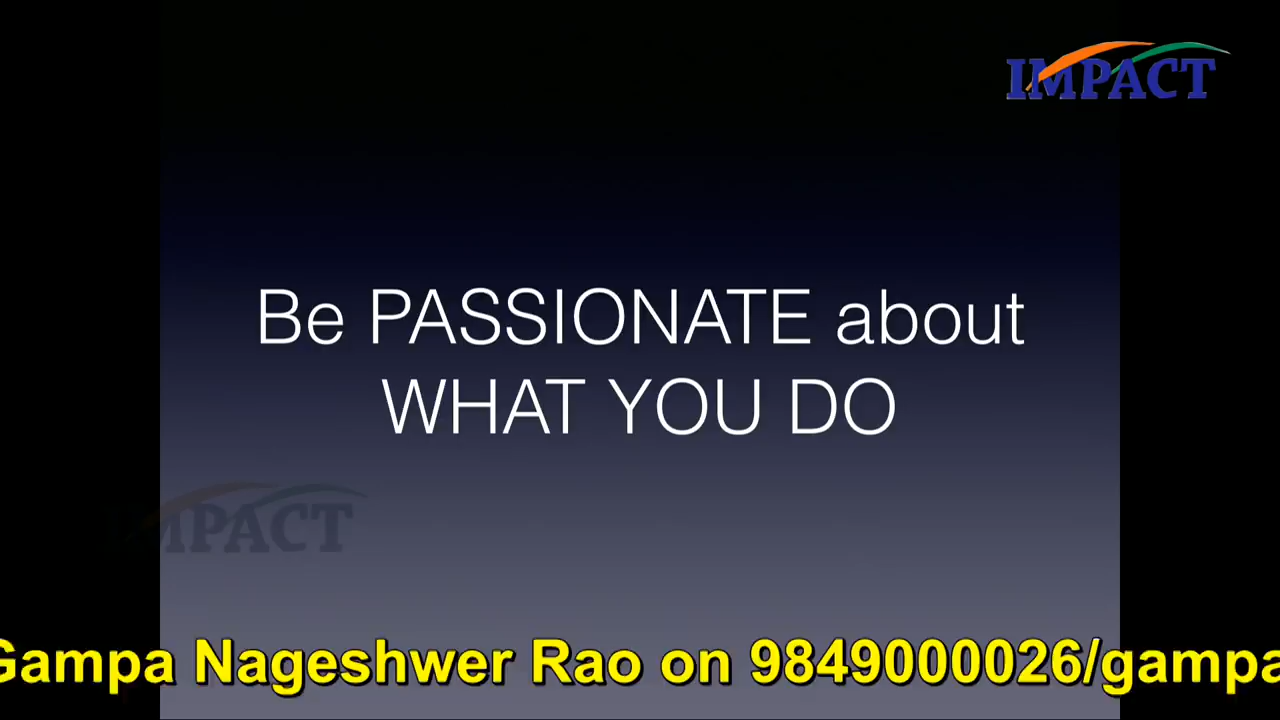 IMPACT
Be PASSIONATE about
WHAT YOU DO
IMPACT
Gampa Nageshwer Rao on 9849000026/gampa